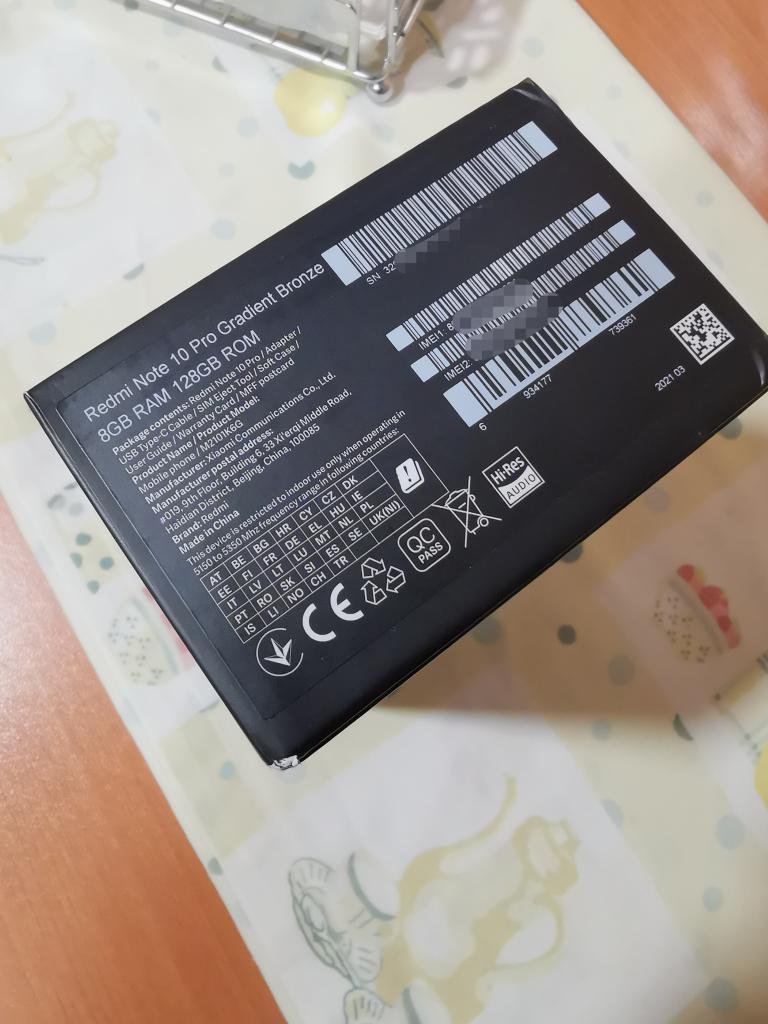 Redmi Note 10 Pro Gradient Bronze
8GB RAM 128GB ROM
Package contents: Redmi Note 10 Pro / Adapter /
USB Type-C Cable / SIM Eject Tool / Soft Case /
User Guide / Warranty Card / MFF postcard
Product Name / Product Model:
Mobile phone / M2101K6G
Manufacturer: Xiaomi Communications Co., Ltd.
Manufacturer postal address:
#019, 9th Floor, Building 6, 33 Xi'erqi Middle Road,
Haidian District, Beijing, China, 100085
Brand: Redmi
Made in China
This device is restricted to indoor use only when operating in
5150 to 5350 Mhz frequency range in following countries:
AT BE BG HR CY CZ DK
EE FI FR DE EL HU IE
IT LV LT LU MT NL PL
PT RO SK SI ES SE UK(NI)
IS LI NO CH TR
CE
QC
PASS
Hi-Res
AUDIO
SN 32
IMEI1: 8
IMEI2:
6 934177 739361
2021 03